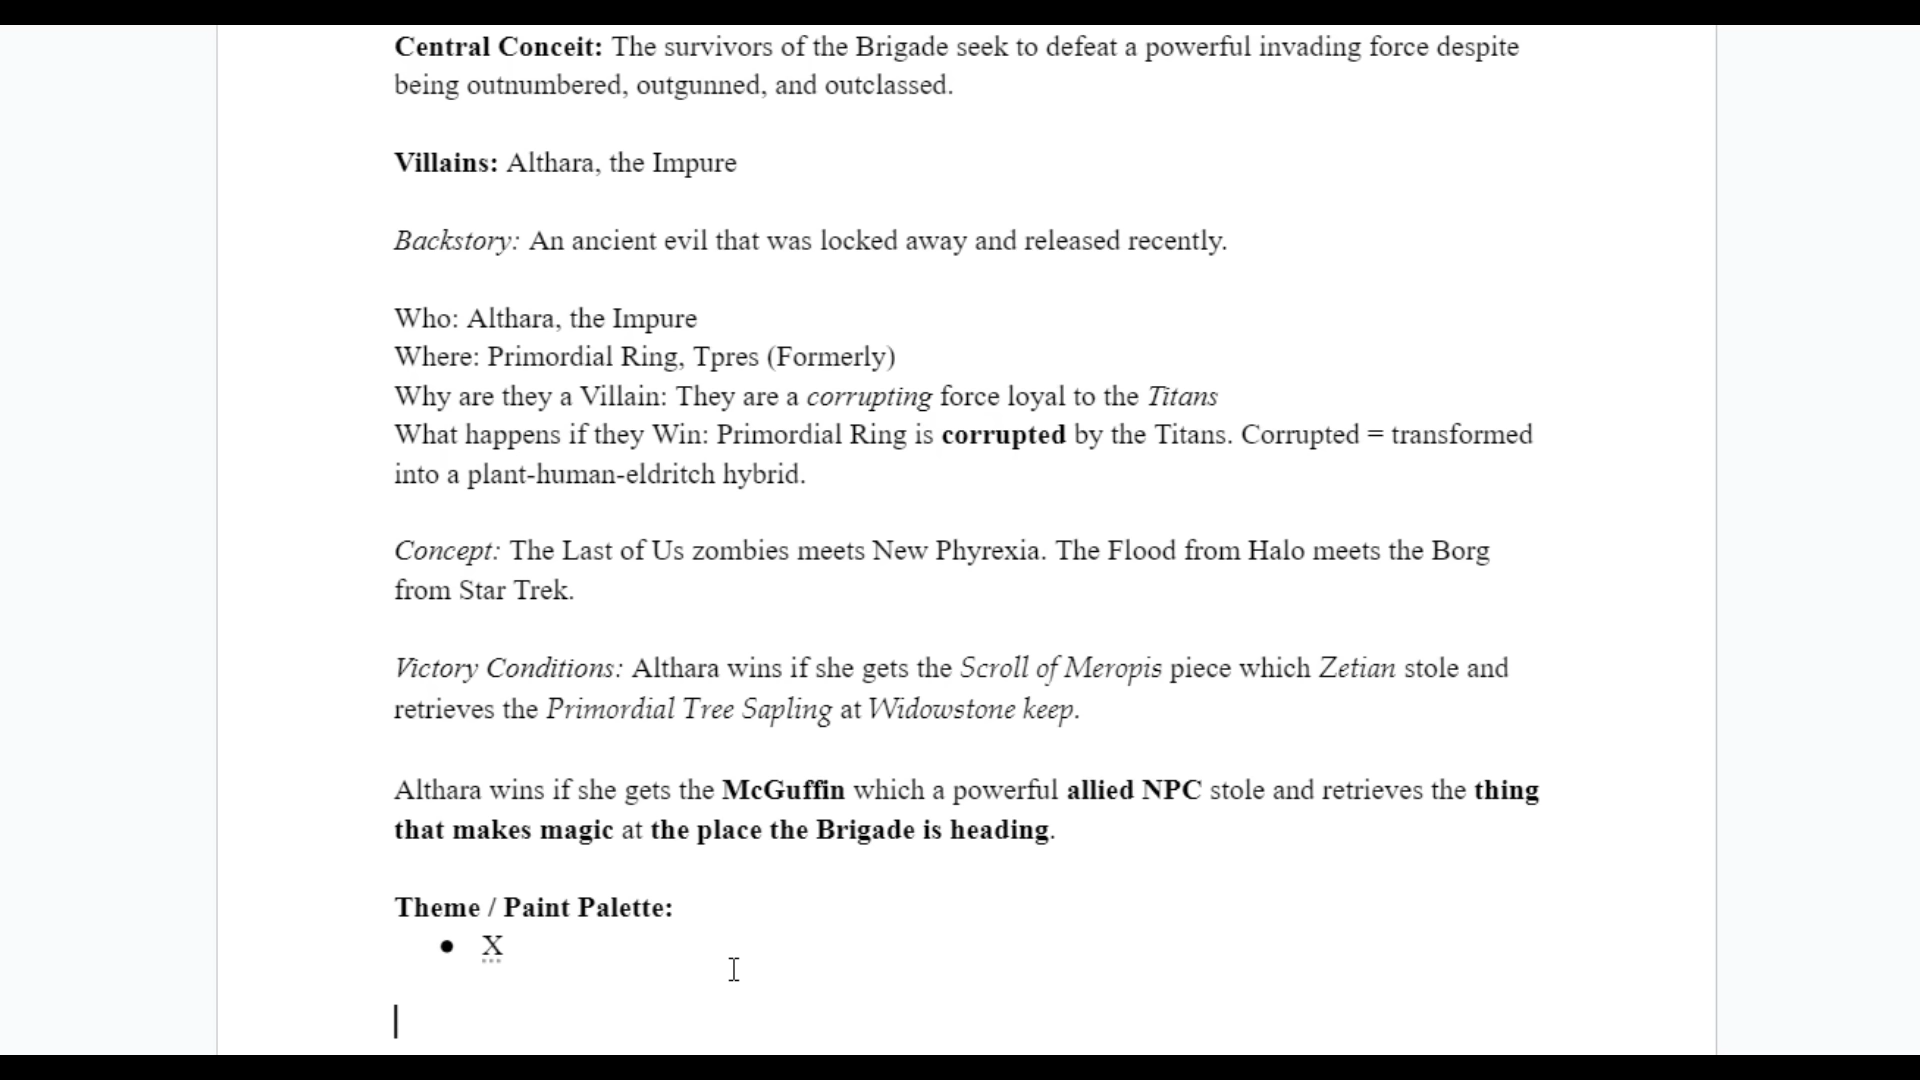 Central Conceit: The survivors of the Brigade seek to defeat a powerful invading force despite
being outnumbered, outgunned, and outclassed.
Villains: Althara, the Impure
Backstory: An ancient evil that was locked away and released recently.
Who: Althara, the Impure
Where: Primordial Ring, Tpres (Formerly)
Why are they a Villain: They are a corrupting force loyal to the Titans
What happens if they Win: Primordial Ring is corrupted by the Titans. Corrupted = transformed
into a plant-human-eldritch hybrid.
Concept: The Last of Us zombies meets New Phyrexia. The Flood from Halo meets the Borg
from Star Trek.
Victory Conditions: Althara wins if she gets the Scroll of Meropis piece which Zetian stole and
retrieves the Primordial Tree Sapling at Widowstone keep.
Althara wins if she gets the McGuffin which a powerful allied NPC stole and retrieves the thing
that makes magic at the place the Brigade is heading.
Theme / Paint Palette:
● X